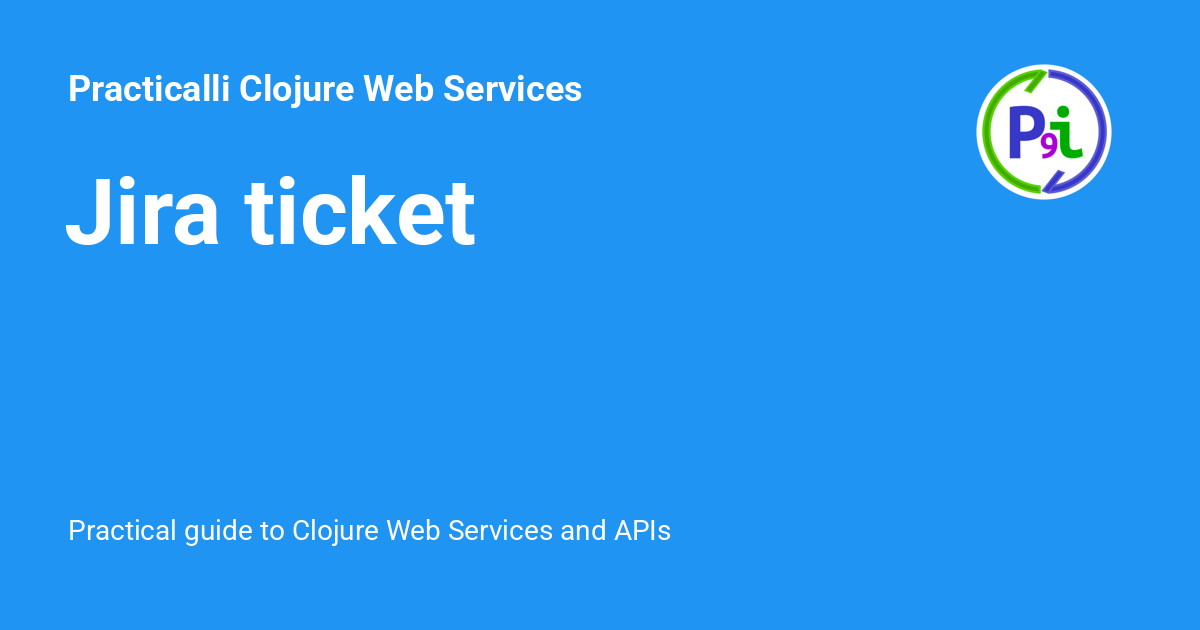 Practicalli Clojure Web Services
P9i
Jira ticket
Practical guide to Clojure Web Services and APIs